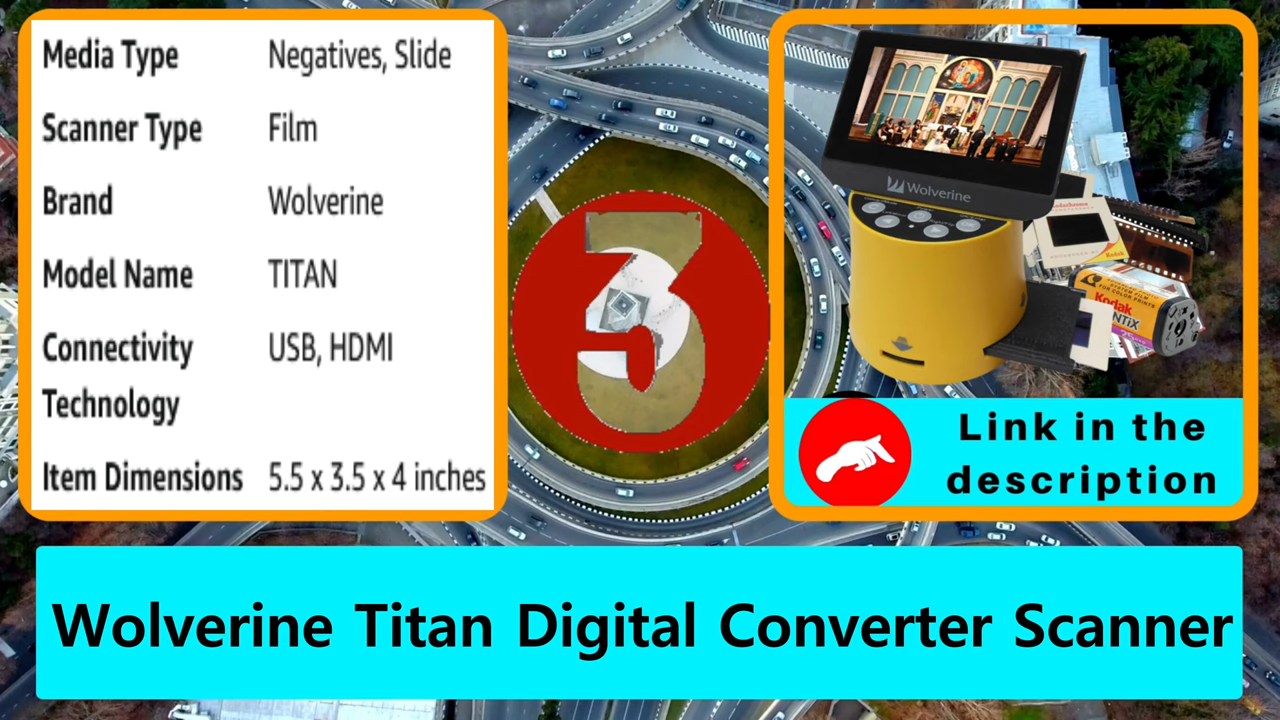 Media Type Negatives, Slide
Scanner Type Film
Brand Wolverine
Model Name TITAN
Connectivity USB, HDMI
Technology
Item Dimensions 5.5 x 3.5 x 4 inches
3
Wolverine
Kodak
Link in the
description
Wolverine Titan Digital Converter Scanner